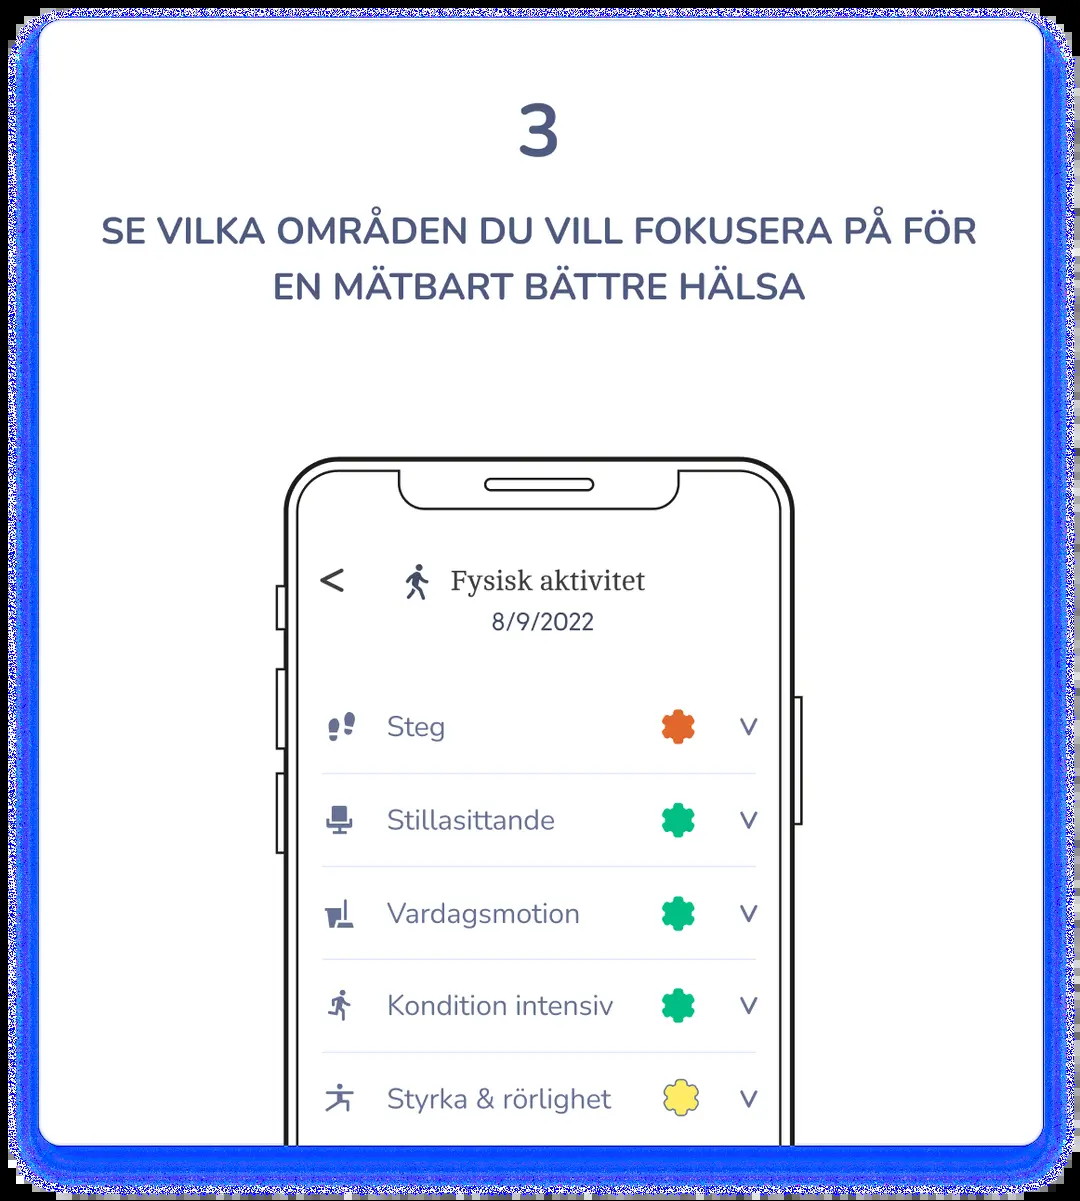 3
SE VILKA OMRÅDEN DU VILL FOKUSERA PÅ FÖR
EN MÄTBART BÄTTRE HÄLSA
Fysisk aktivitet
8/9/2022
Steg
Stillasittande
Vardagsmotion
Kondition intensiv
Styrka & rörlighet